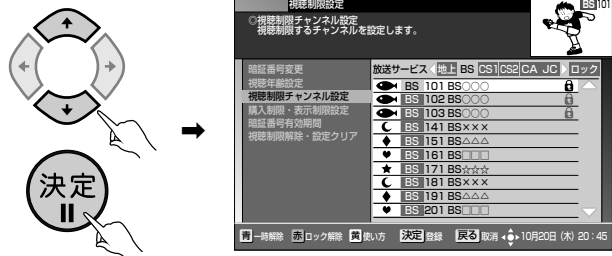 視聴制限設定
BS101
◎視聴制限チャンネル設定
視聴制限するチャンネルを設定します。
暗証番号変更
視聴年齢設定
視聴制限チャンネル設定
購入制限・表示制限設定
暗証番号有効期間
視聴制限解除・設定クリア
放送サービス 地上 BS CS1 CS2 CA JC ロック
BS 101 BS○○○
BS 102 BS○○○
BS 103 BS○○○
BS 141 BS×××
BS 151 BS△△△
BS 161 BS□□□
BS 171 BS☆☆☆
BS 181 BS×××
BS 191 BS△△△
BS 201 BS□□□
決定
青 一時解除 赤 ロック解除 黄 使い方 決定 登録 戻る 取消 10月20日 (木) 20:45